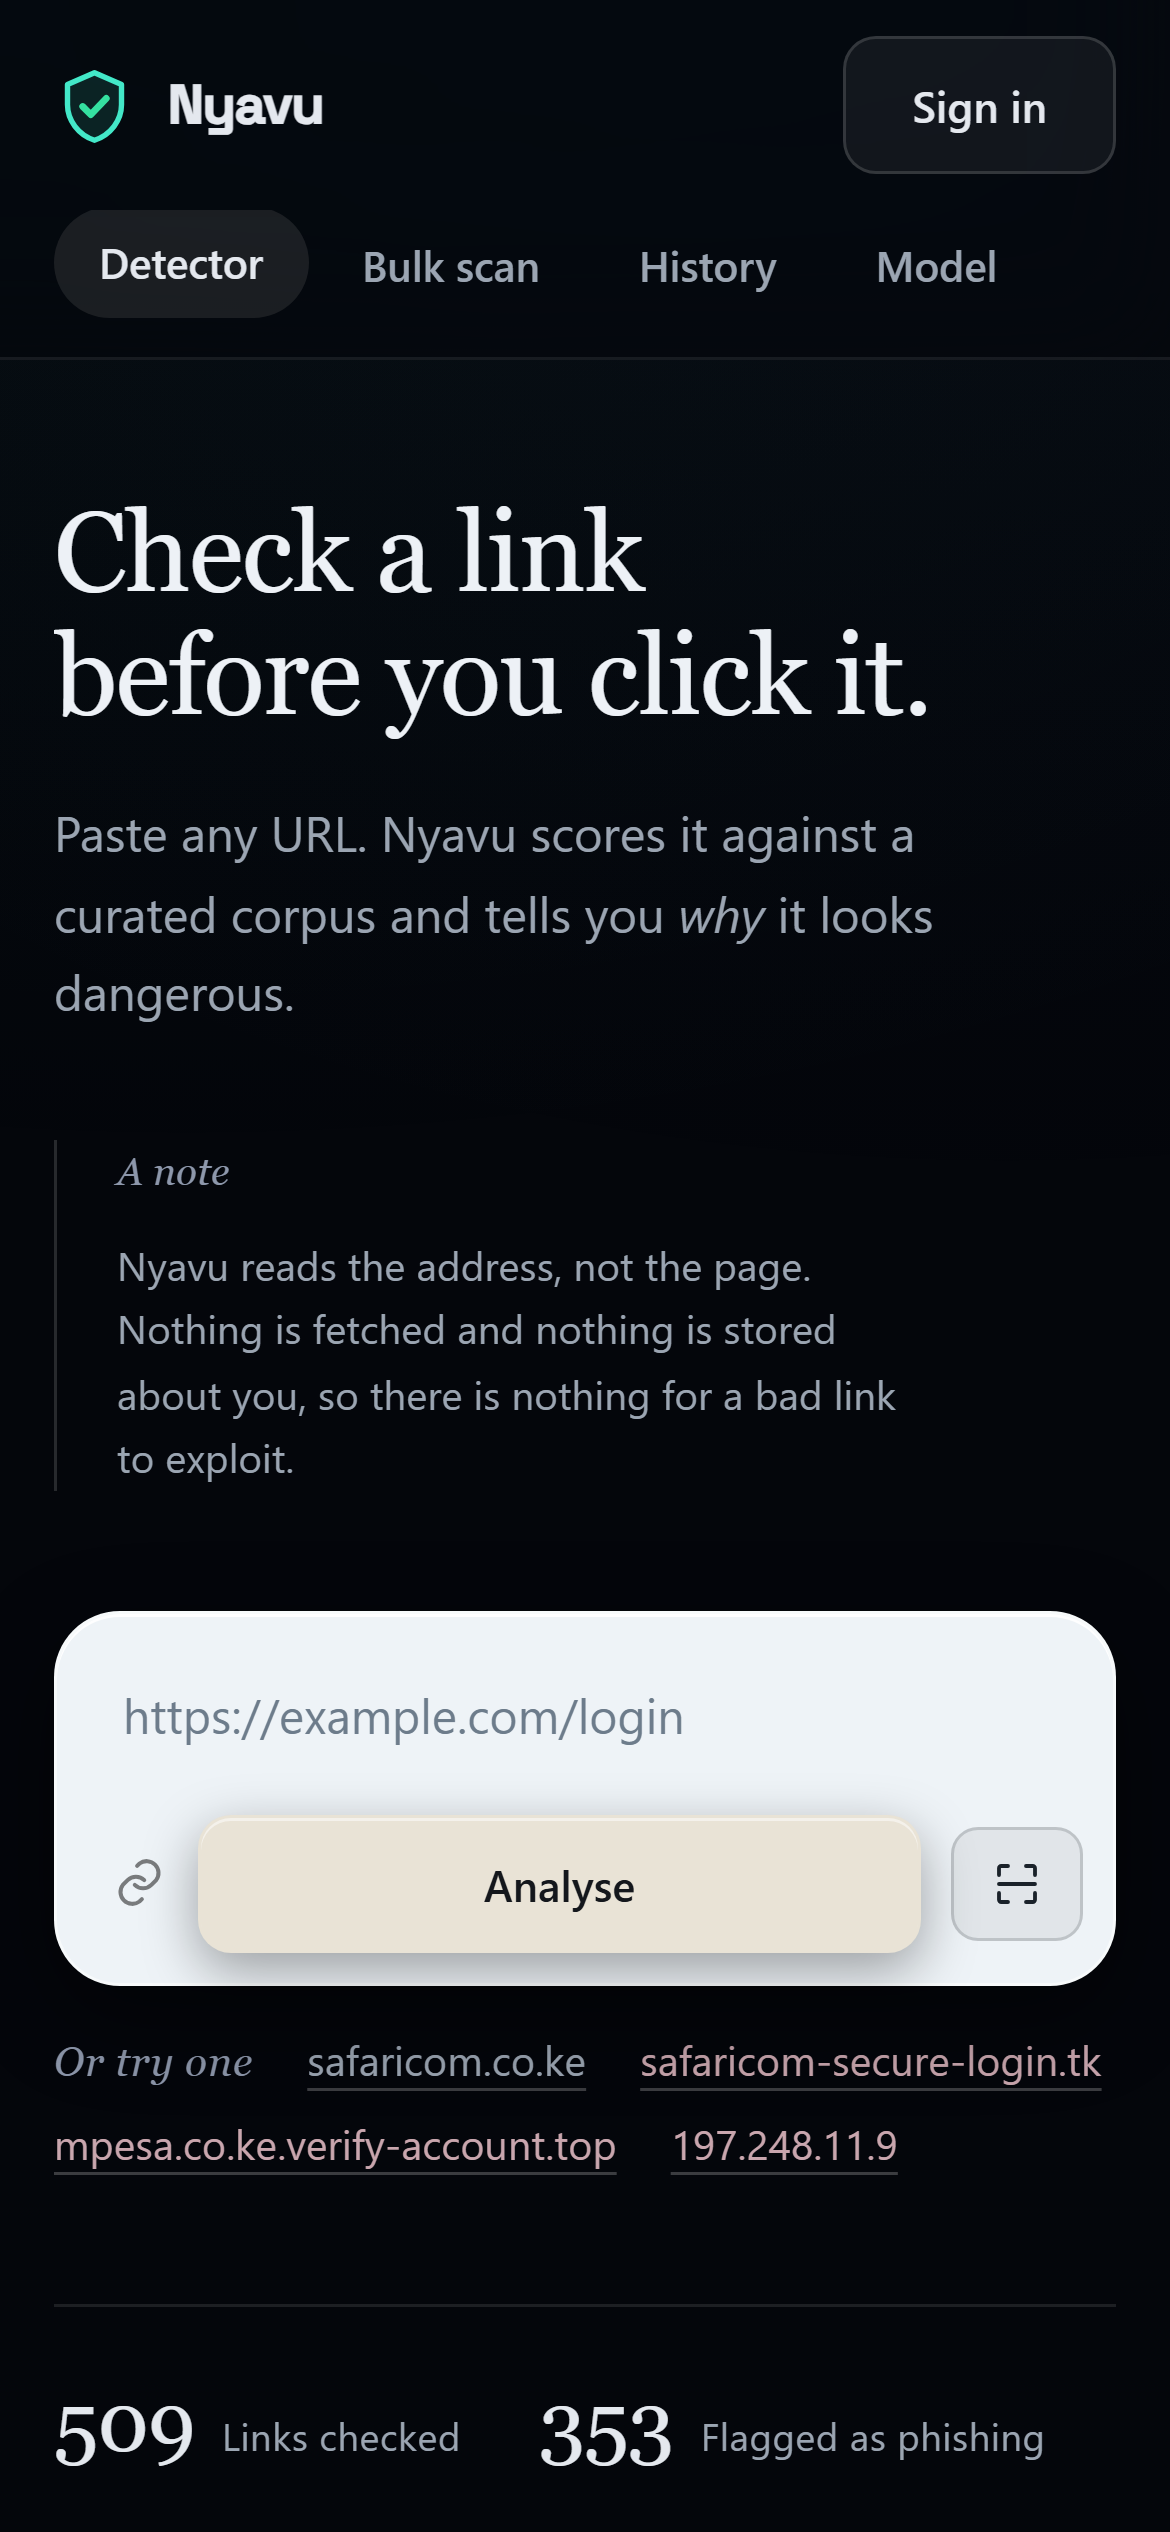 Nyavu
Sign in
Detector Bulk scan History Model
Check a link
before you click it.
Paste any URL. Nyavu scores it against a
curated corpus and tells you why it looks
dangerous.
A note
Nyavu reads the address, not the page.
Nothing is fetched and nothing is stored
about you, so there is nothing for a bad link
to exploit.
https://example.com/login
Analyse
Or try one safaricom.co.ke safaricom-secure-login.tk
mpesa.co.ke.verify-account.top 197.248.11.9
509 Links checked 353 Flagged as phishing